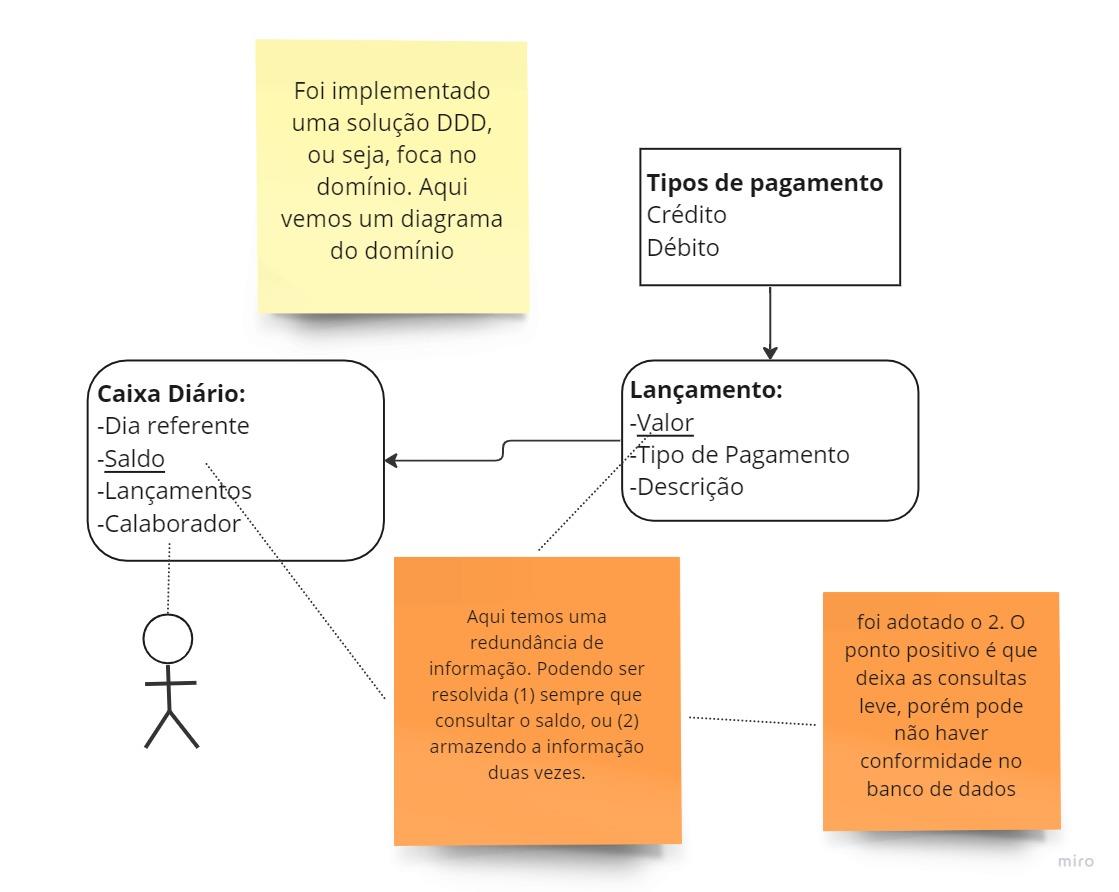 Foi implementado
uma solução DDD,
ou seja, foca no
domínio. Aqui
vemos um diagrama
do domínio
Tipos de pagamento
Crédito
Débito
Caixa Diário:
-Dia referente
-Saldo
-Lançamentos
-Calaborador
Lançamento:
-Valor
-Tipo de Pagamento
-Descrição
Aqui temos uma
redundância de
informação. Podendo ser
resolvida (1) sempre que
consultar o saldo, ou (2)
armazendo a informação
duas vezes.
foi adotado o 2. O
ponto positivo é que
deixa as consultas
leve, porém pode
não haver
conformidade no
banco de dados
miro